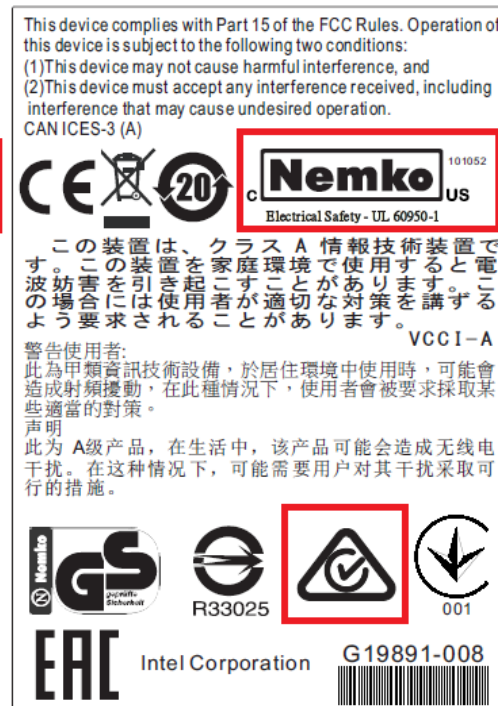 This device complies with Part 15 of the FCC Rules. Operation of
this device is subject to the following two conditions:
(1)This device may not cause harmful interference, and
(2)This device must accept any interference received, including
interference that may cause undesired operation.
CAN ICES-3 (A)
CE
20
C Nemko US
101052
Electrical Safety - UL 60950-1
この装置は、クラス A 情報技術装置で
す。この装置を家庭環境で使用すると電
波妨害を引き起こすことがあります。こ
の場合には使用者が適切な対策を講ずる
よう要求されることがあります。
VCCI-A
警告使用者:
此為甲類資訊技術設備，於居住環境中使用時，可能會
造成射頻擾動，在此種情況下，使用者會被要求採取某
些適當的對策。
声明
此为 A级产品，在生活中，该产品可能会造成无线电
干扰。在这种情况下，可能需要用户对其干扰采取可
行的措施。
N Nemko
GS
geprüfte
Sicherheit
R33025
001
EAC
Intel Corporation
G19891-008